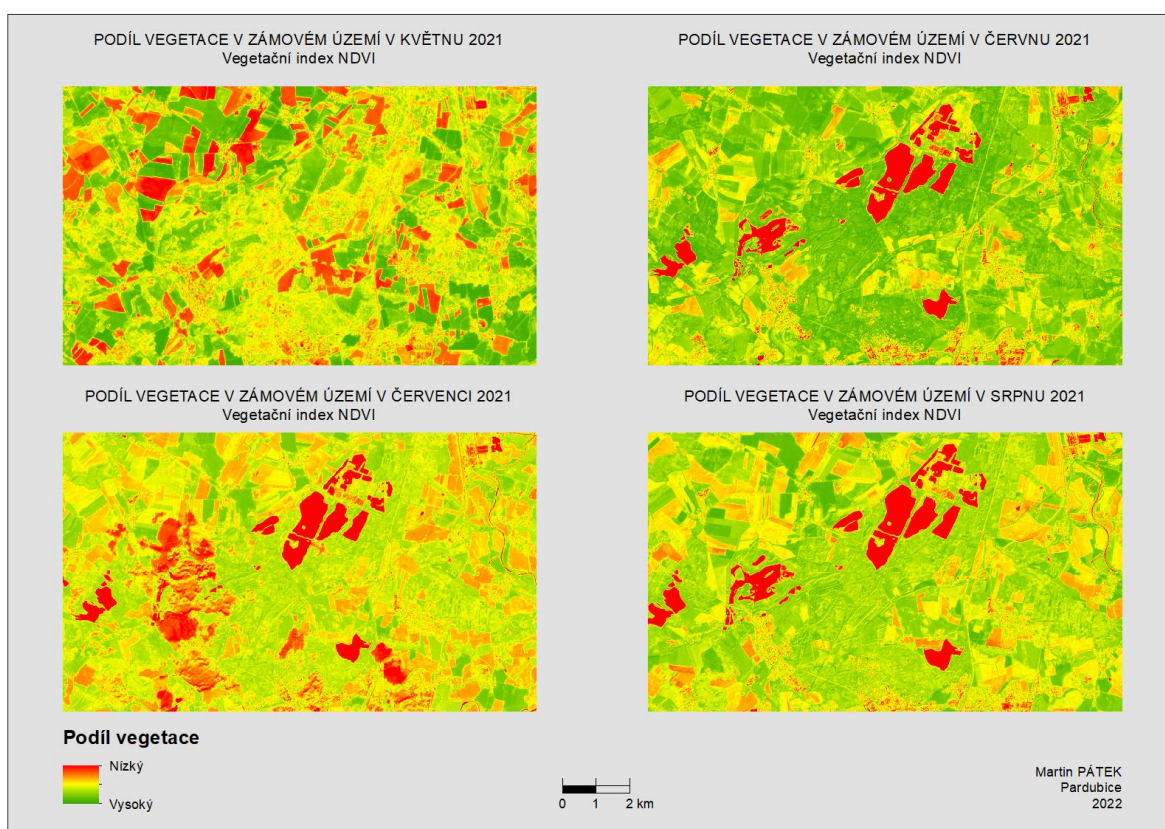 PODÍL VEGETACE V ZÁMOVÉM ÚZEMÍ V KVĚTNU 2021
Vegetační index NDVI
PODÍL VEGETACE V ZÁMOVÉM ÚZEMÍ V ČERVNU 2021
Vegetační index NDVI
PODÍL VEGETACE V ZÁMOVÉM ÚZEMÍ V ČERVENCI 2021
Vegetační index NDVI
PODÍL VEGETACE V ZÁMOVÉM ÚZEMÍ V SRPNU 2021
Vegetační index NDVI
Podíl vegetace
Nízký
Vysoký
0 1 2 km
Martin PÁTEK
Pardubice
2022